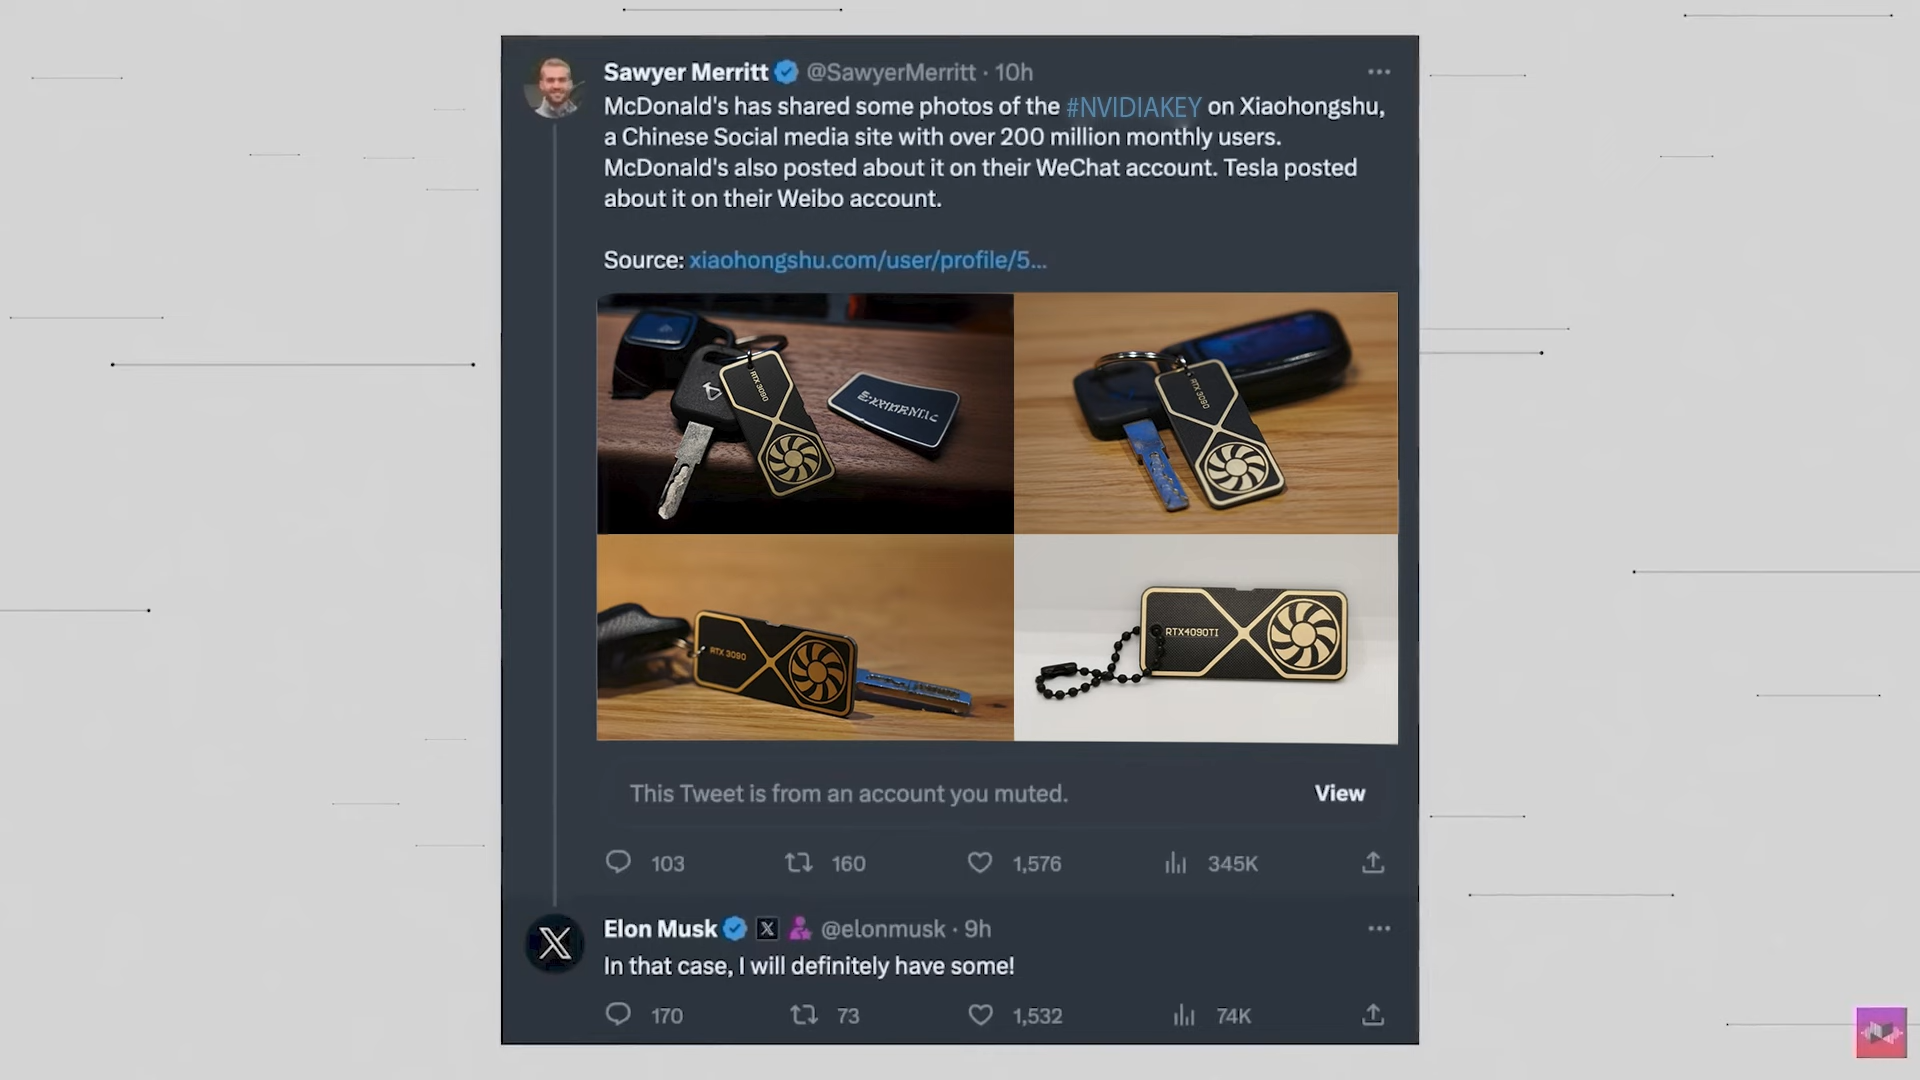 Sawyer Merritt @SawyerMerritt · 10h
McDonald's has shared some photos of the #NVIDIAKEY on Xiaohongshu,
a Chinese Social media site with over 200 million monthly users.
McDonald's also posted about it on their WeChat account. Tesla posted
about it on their Weibo account.
Source: xiaohongshu.com/user/profile/5...
RTX 3090
RTX 3090
RTX 3090
RTX4090TI
This Tweet is from an account you muted. View
103 160 1,576 345K
Elon Musk @elonmusk · 9h
In that case, I will definitely have some!
170 73 1,532 74K